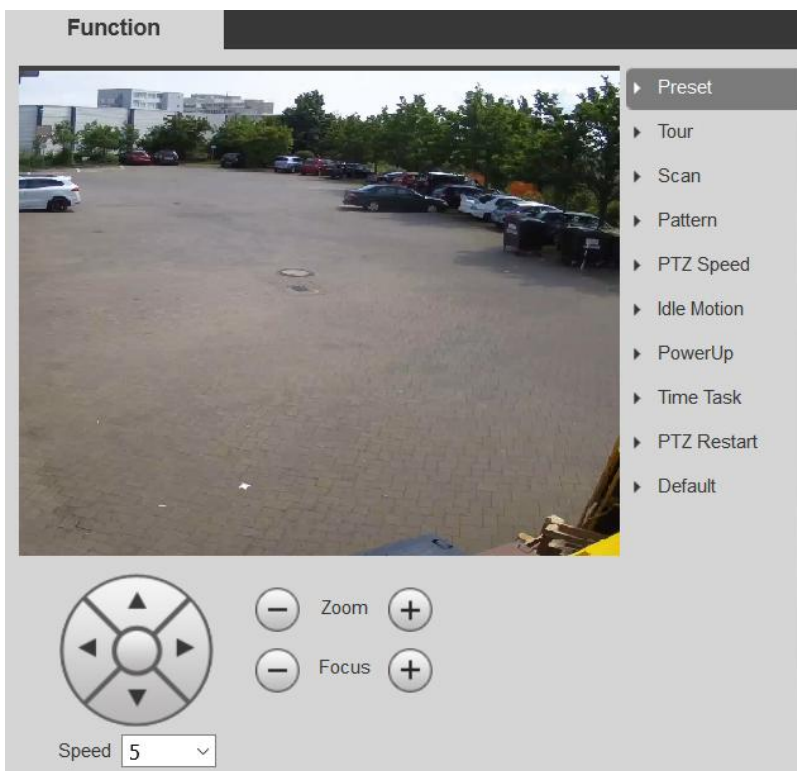 Function
Preset
Tour
Scan
Pattern
PTZ Speed
Idle Motion
PowerUp
Time Task
PTZ Restart
Default
Zoom
Focus
Speed 5